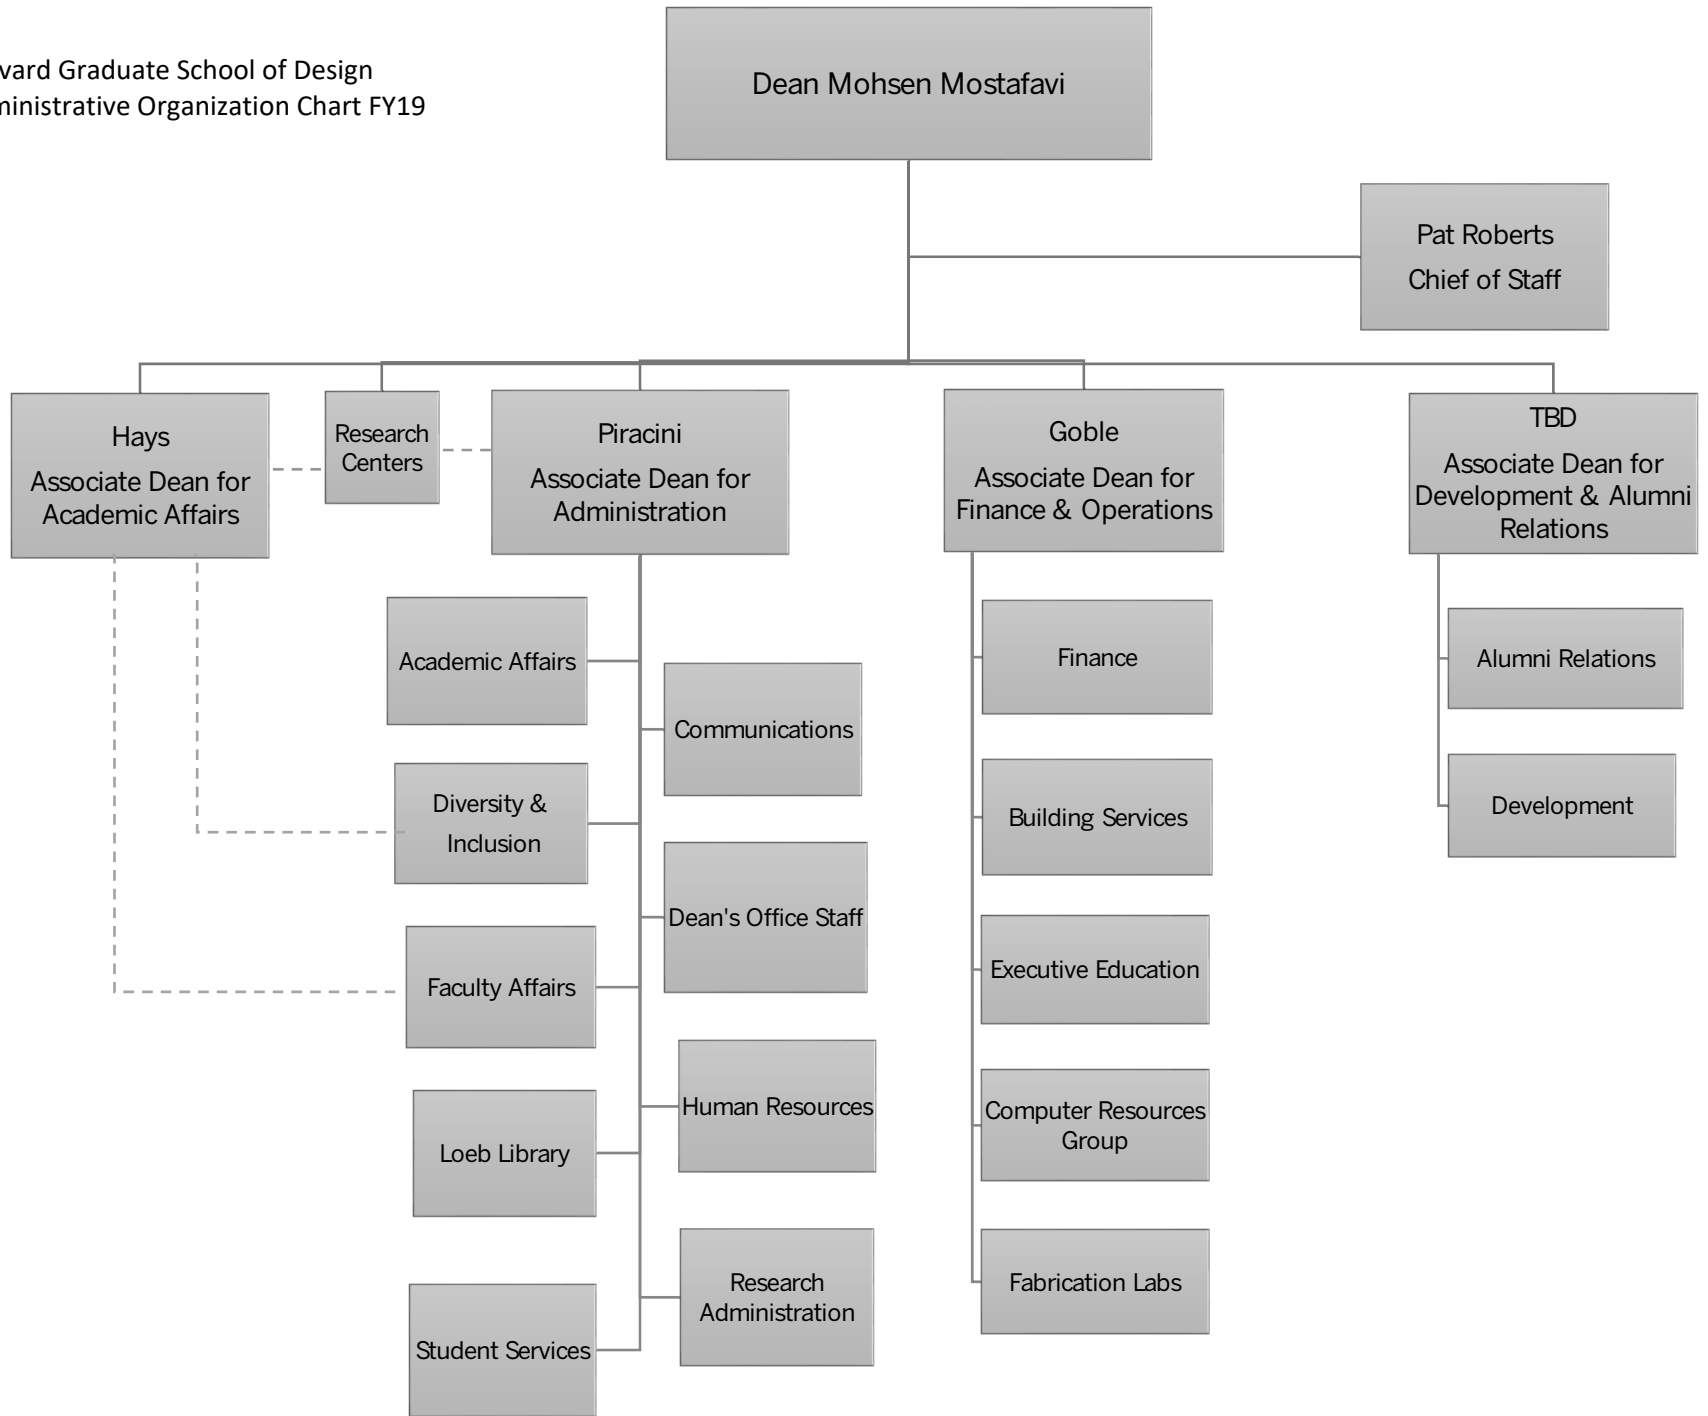 vard Graduate School of Design
ministrative Organization Chart FY19
Dean Mohsen Mostafavi
Pat Roberts
Chief of Staff
Hays
Associate Dean for
Academic Affairs
Research
Centers
Piracini
Associate Dean for
Administration
Goble
Associate Dean for
Finance & Operations
TBD
Associate Dean for
Development & Alumni
Relations
Academic Affairs
Communications
Diversity &
Inclusion
Dean's Office Staff
Faculty Affairs
Human Resources
Loeb Library
Research
Administration
Student Services
Finance
Building Services
Executive Education
Computer Resources
Group
Fabrication Labs
Alumni Relations
Development